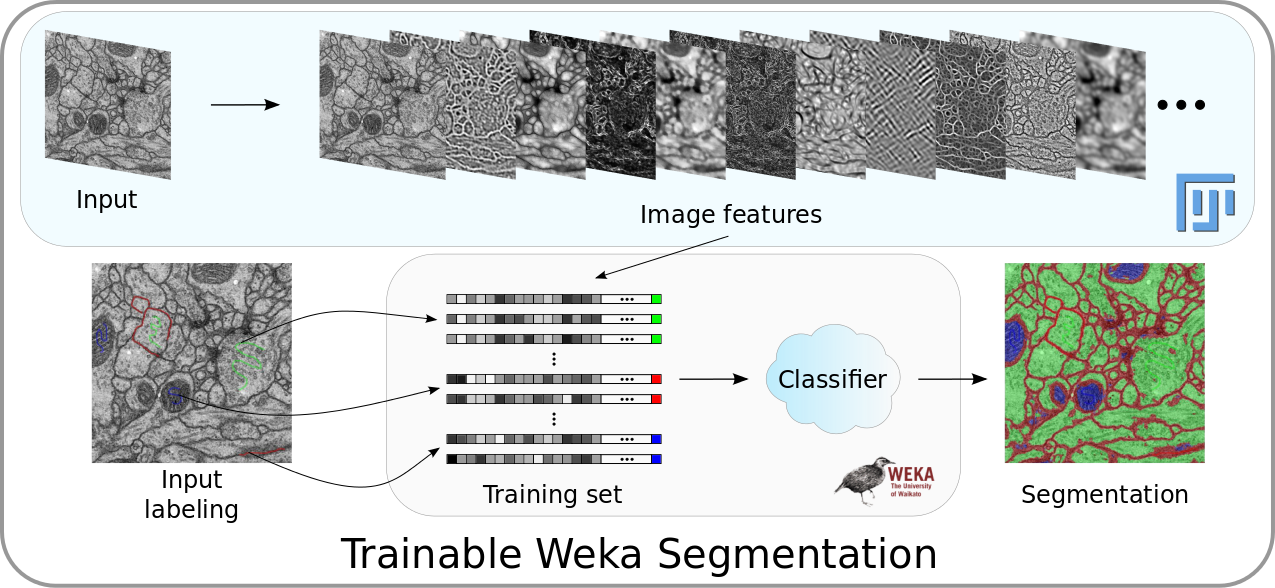 Input
Image features
Input
labeling
Training set
Classifier
WEKA
The University
of Waikato
Segmentation
Trainable Weka Segmentation